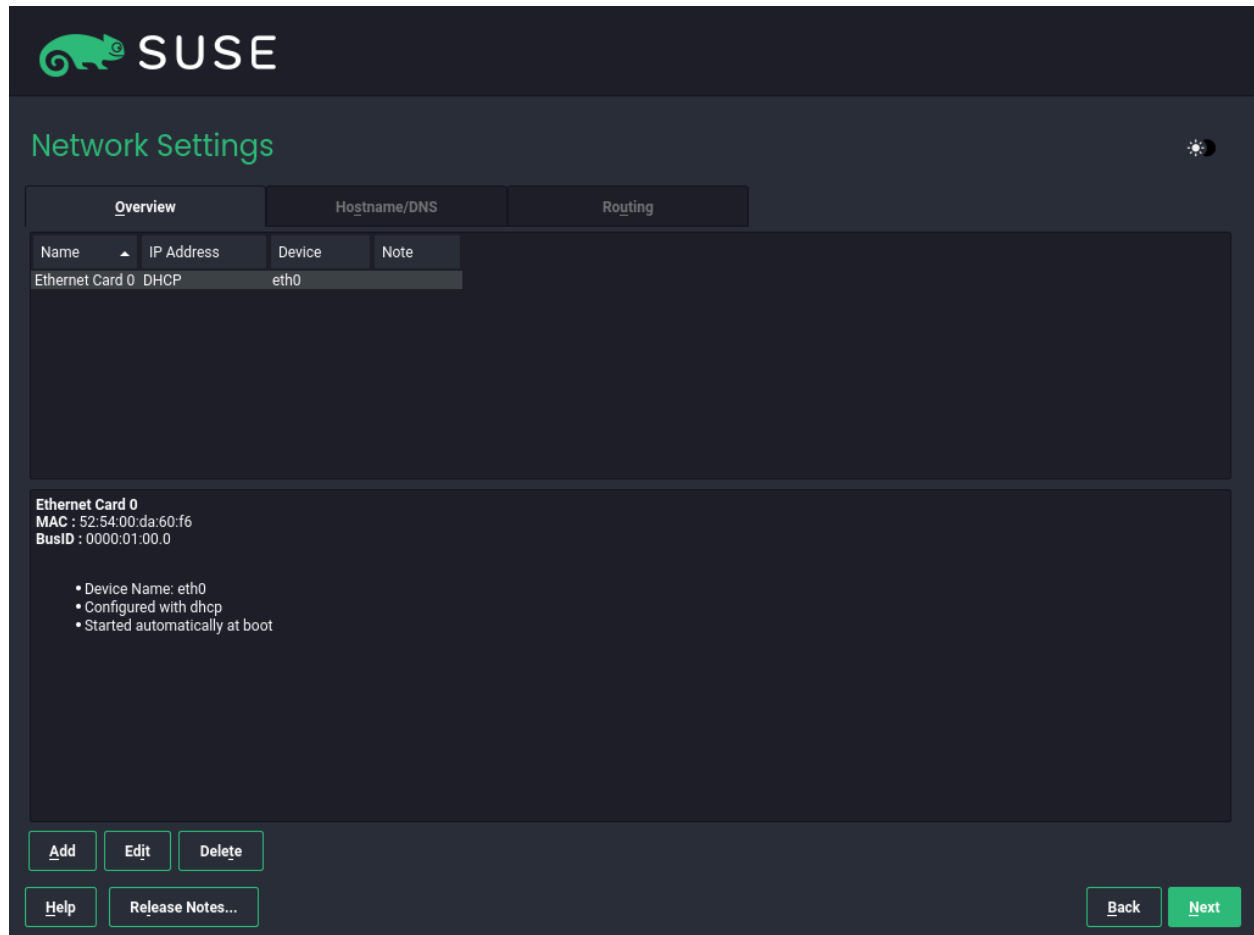 SUSE
Network Settings
Overview Hostname/DNS Routing
Name IP Address Device Note
Ethernet Card 0 DHCP eth0
Ethernet Card 0
MAC : 52:54:00:da:60:f6
BusID : 0000:01:00.0
• Device Name: eth0
• Configured with dhcp
• Started automatically at boot
Add Edit Delete
Help Release Notes... Back Next